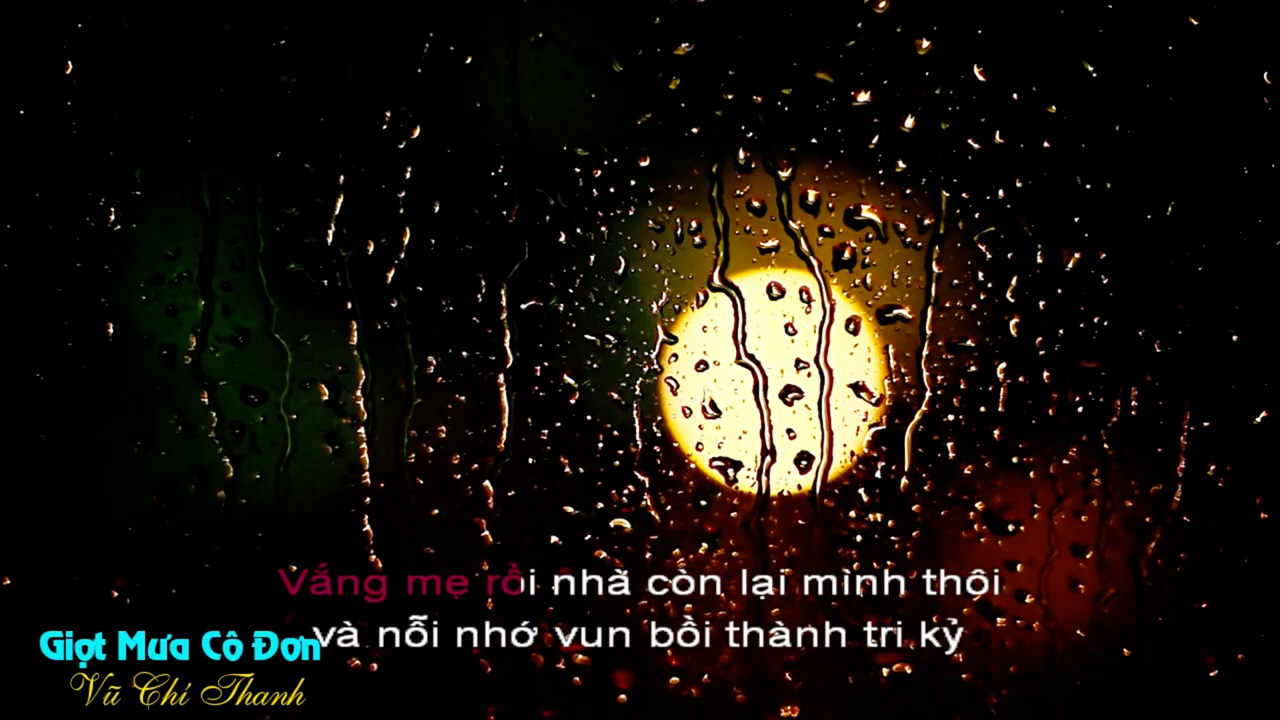 Vắng mẹ rồi nhà còn lại mình thôi
và nỗi nhớ vun bồi thành tri kỷ
Giọt Mưa Cô Đơn
Vũ Chí Thanh